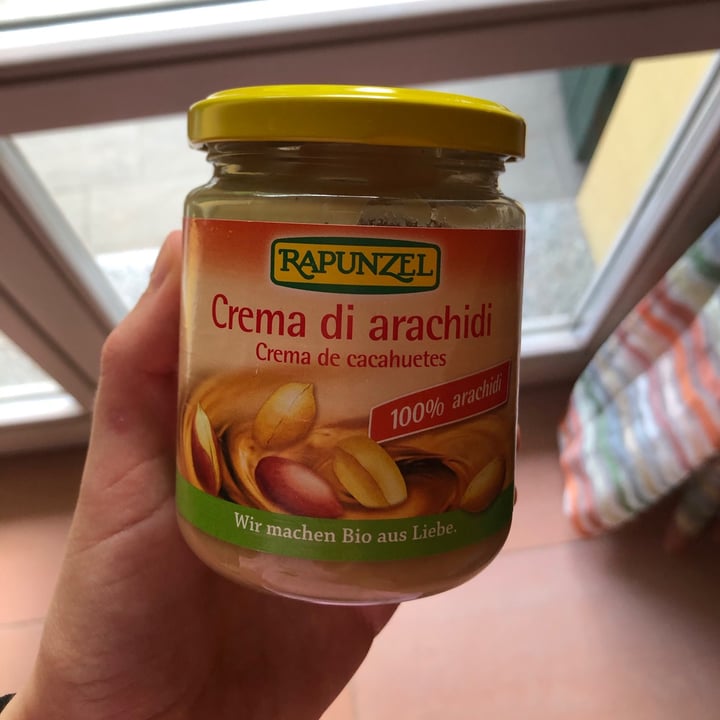 RAPUNZEL
Crema di arachidi
Crema de cacahuetes
100% arachidi
Wir machen Bio aus Liebe.